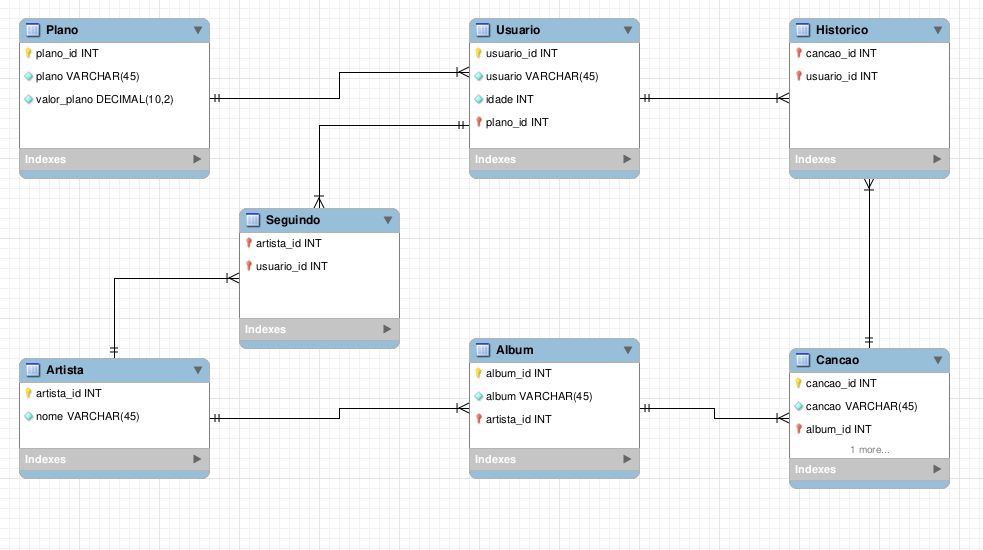 Plano
plano_id INT
plano VARCHAR(45)
valor_plano DECIMAL(10,2)
Indexes
Usuario
usuario_id INT
usuario VARCHAR(45)
idade INT
plano_id INT
Indexes
Historico
cancao_id INT
usuario_id INT
Indexes
Seguindo
artista_id INT
usuario_id INT
Indexes
Artista
artista_id INT
nome VARCHAR(45)
Indexes
Album
album_id INT
album VARCHAR(45)
artista_id INT
Indexes
Cancao
cancao_id INT
cancao VARCHAR(45)
album_id INT
1 more...
Indexes